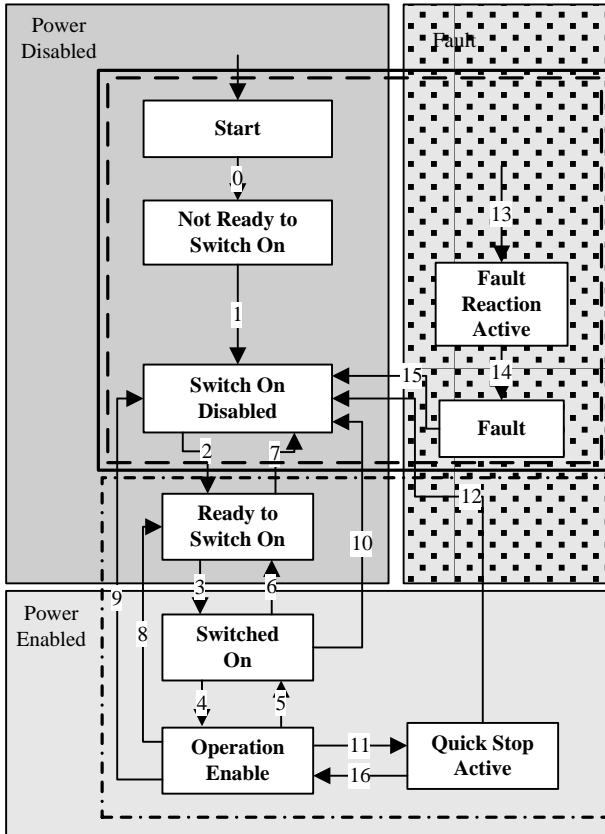 Power
Disabled
Fault
Start
0
Not Ready to
Switch On
13
1
Fault
Reaction
Active
15
14
Switch On
Disabled
Fault
2
7
12
Ready to
Switch On
10
3
6
9
8
Power
Enabled
Switched
On
4
5
Operation
Enable
11
16
Quick Stop
Active